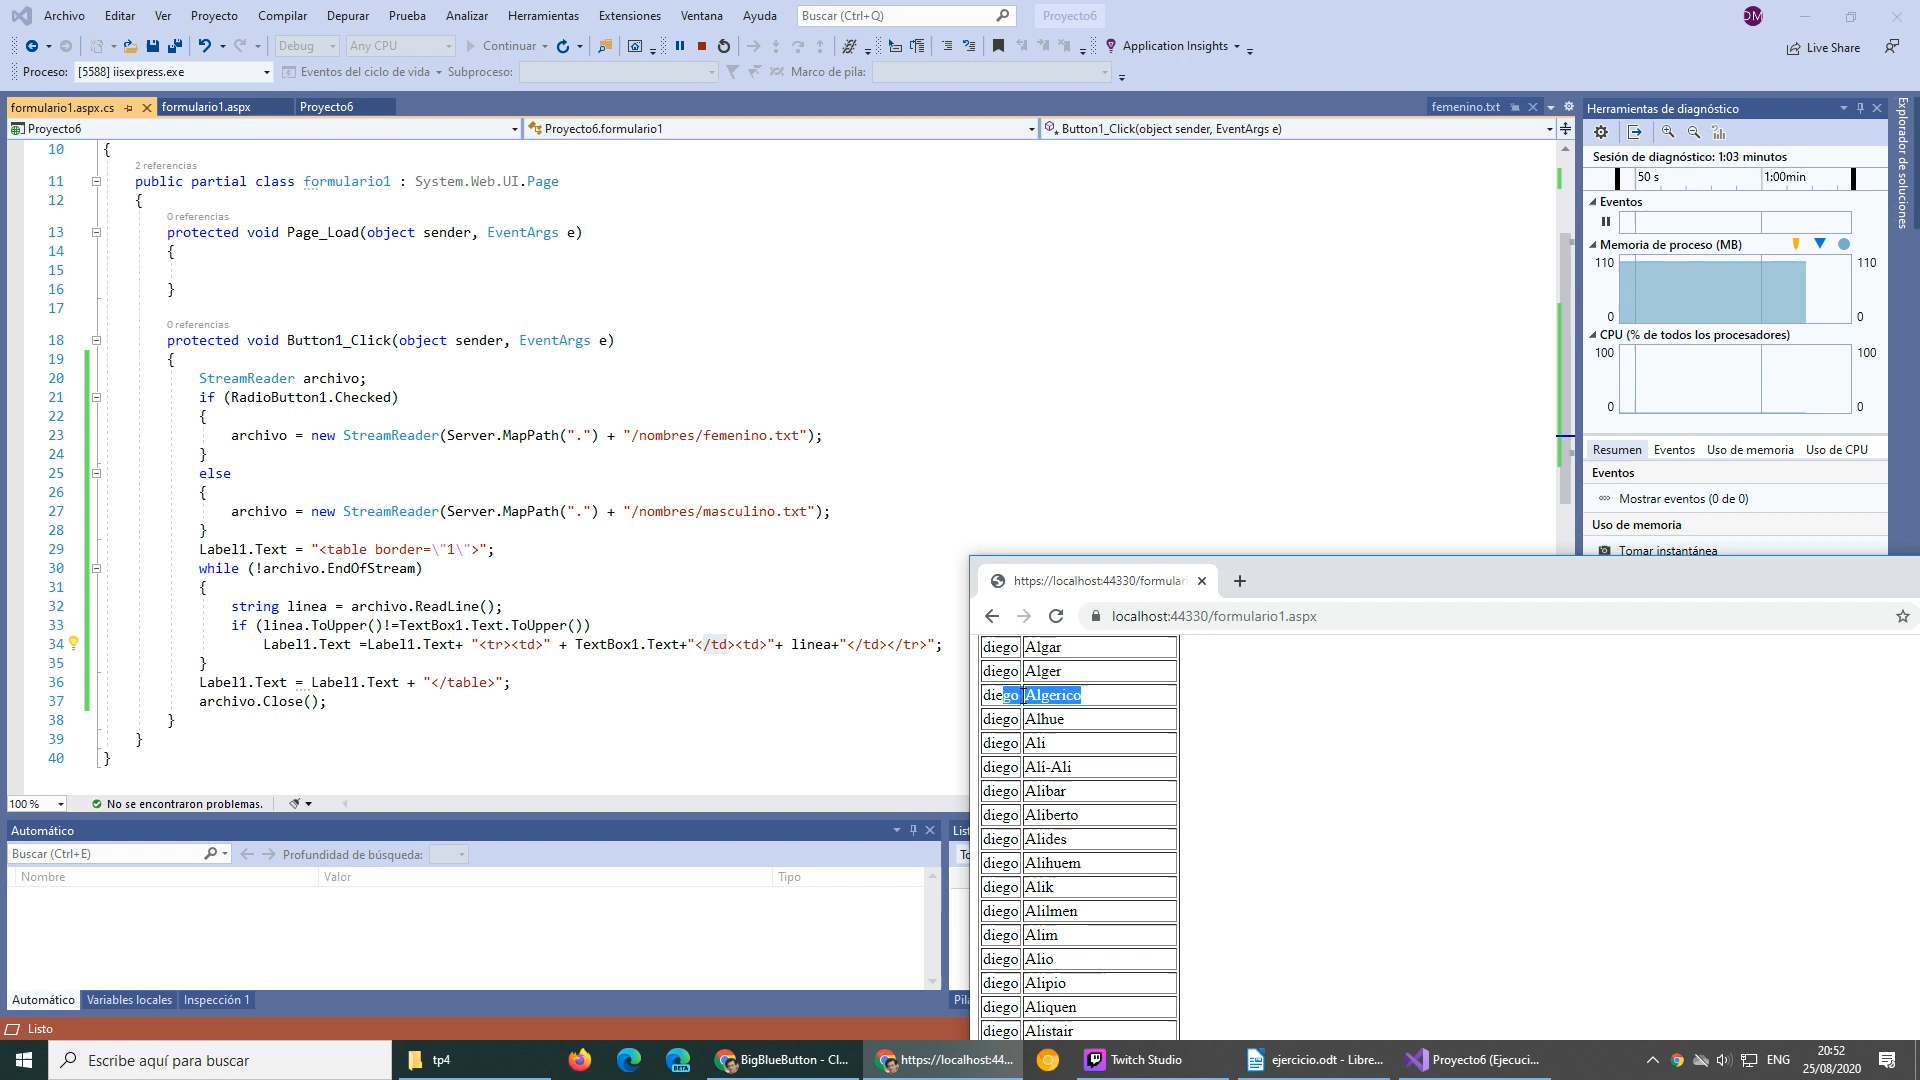 Archivo Editar Ver Proyecto Compilar Depurar Prueba Analizar Herramientas Extensiones Ventana Ayuda Buscar (Ctrl+Q) Proyecto6 DM
Debug Any CPU Continuar Application Insights Live Share
Proceso: [5588] iisexpress.exe Eventos del ciclo de vida Subproceso: Marco de pila:
formulario1.aspx.cs formulario1.aspx Proyecto6 femenino.txt
Proyecto6 Proyecto6.formulario1 Button1_Click(object sender, EventArgs e)
10 {
2 referencias
11 public partial class formulario1 : System.Web.UI.Page
12 {
0 referencias
13 protected void Page_Load(object sender, EventArgs e)
14 {
15
16 }
17
0 referencias
18 protected void Button1_Click(object sender, EventArgs e)
19 {
20 StreamReader archivo;
21 if (RadioButton1.Checked)
22 {
23 archivo = new StreamReader(Server.MapPath(".") + "/nombres/femenino.txt");
24 }
25 else
26 {
27 archivo = new StreamReader(Server.MapPath(".") + "/nombres/masculino.txt");
28 }
29 Label1.Text = "<table border=\"1\">";
30 while (!archivo.EndOfStream)
31 {
32 string linea = archivo.ReadLine();
33 if (linea.ToUpper()!=TextBox1.Text.ToUpper())
34 Label1.Text =Label1.Text+ "<tr><td>" + TextBox1.Text+"</td><td>"+ linea+"</td></tr>";
35 }
36 Label1.Text = Label1.Text + "</table>";
37 archivo.Close();
38 }
39 }
40 }
100 % No se encontraron problemas.
Herramientas de diagnóstico
Sesión de diagnóstico: 1:03 minutos
50 s 1:00min
Eventos
Memoria de proceso (MB)
110 110
0 0
CPU (% de todos los procesadores)
100 100
0 0
Resumen Eventos Uso de memoria Uso de CPU
Eventos
Mostrar eventos (0 de 0)
Uso de memoria
Tomar instantánea
Explorador de soluciones
https://localhost:44330/formular
localhost:44330/formulario1.aspx
diego Algar
diego Alger
diego Algerico
diego Alhue
diego Ali
diego Alí-Ali
diego Alibar
diego Aliberto
diego Alides
diego Alihuem
diego Alik
diego Alilmen
diego Alim
diego Alio
diego Alipio
diego Aliquen
diego Alistair
Automático
Buscar (Ctrl+E) Profundidad de búsqueda:
Nombre Valor Tipo
Automático Variables locales Inspección 1
List
To
Pila
Listo
Escribe aquí para buscar tp4 BigBlueButton - Cl... https://localhost:44... Twitch Studio ejercicio.odt - Libre... Proyecto6 (Ejecuci... ENG
20:52
25/08/2020